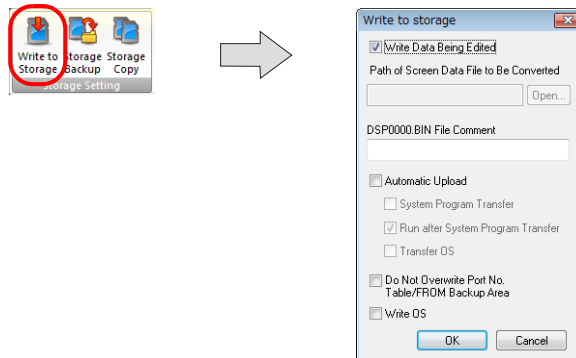 Write to Storage Storage
Storage Backup Copy
Storage Setting
Write to storage
Write Data Being Edited
Path of Screen Data File to Be Converted
Open...
DSP0000.BIN File Comment
Automatic Upload
System Program Transfer
Run after System Program Transfer
Transfer OS
Do Not Overwrite Port No.
Table/FROM Backup Area
Write OS
OK Cancel